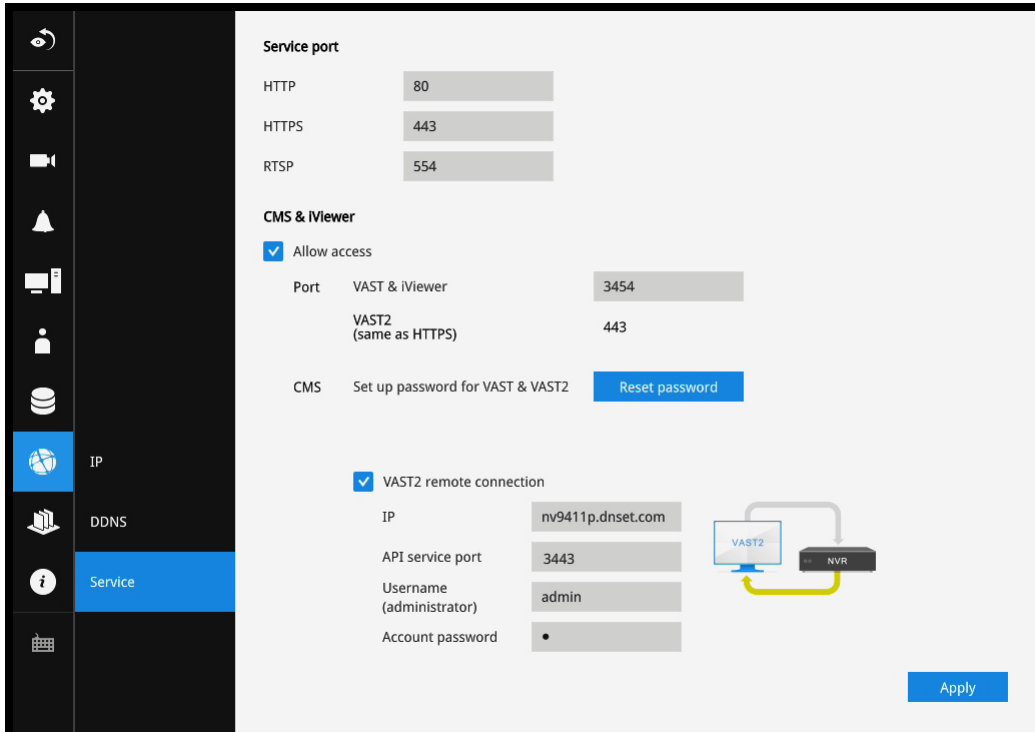 Service port
HTTP 80
HTTPS 443
RTSP 554
CMS & iViewer
Allow access
Port VAST & iViewer 3454
VAST2
(same as HTTPS) 443
CMS Set up password for VAST & VAST2 Reset password
IP
VAST2 remote connection
IP nv9411p.dnset.com
DDNS
VAST2
API service port 3443
NVR
Service
Username
(administrator) admin
Account password •
Apply